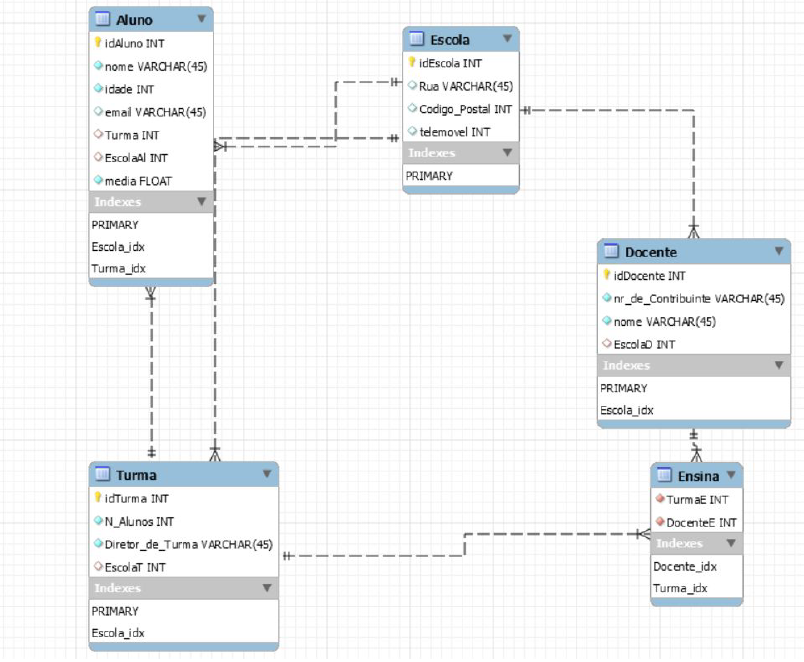 Aluno
idAluno INT
nome VARCHAR(45)
idade INT
email VARCHAR(45)
Turma INT
EscolaAl INT
media FLOAT
Indexes
PRIMARY
Escola_idx
Turma_idx
Escola
idEscola INT
Rua VARCHAR(45)
Codigo_Postal INT
telemovel INT
Indexes
PRIMARY
Docente
idDocente INT
nr_de_Contribuinte VARCHAR(45)
nome VARCHAR(45)
EscolaD INT
Indexes
PRIMARY
Escola_idx
Turma
idTurma INT
N_Alunos INT
Diretor_de_Turma VARCHAR(45)
EscolaT INT
Indexes
PRIMARY
Escola_idx
Ensina
TurmaE INT
DocenteE INT
Indexes
Docente_idx
Turma_idx